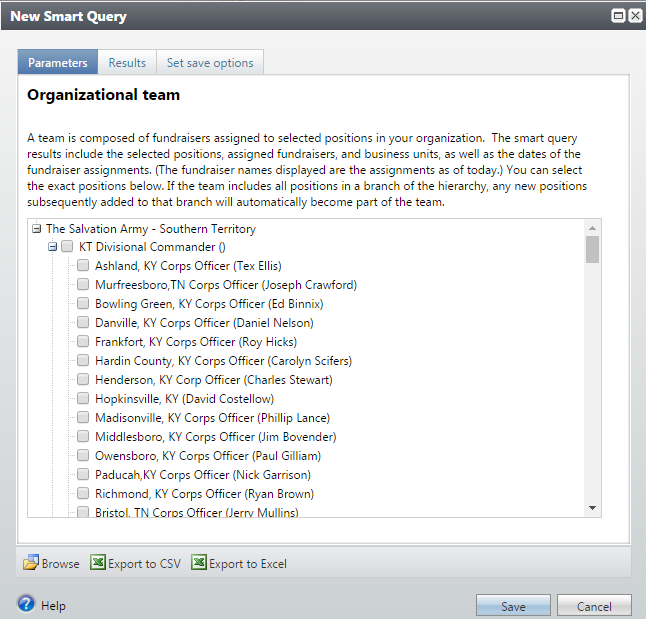 New Smart Query
Parameters Results Set save options
Organizational team
A team is composed of fundraisers assigned to selected positions in your organization. The smart query
results include the selected positions, assigned fundraisers, and business units, as well as the dates of the
fundraiser assignments. (The fundraiser names displayed are the assignments as of today.) You can select
the exact positions below. If the team includes all positions in a branch of the hierarchy, any new positions
subsequently added to that branch will automatically become part of the team.
The Salvation Army - Southern Territory
KT Divisional Commander ()
Ashland, KY Corps Officer (Tex Ellis)
Murfreesboro,TN Corps Officer (Joseph Crawford)
Bowling Green, KY Corps Officer (Ed Binnix)
Danville, KY Corps Officer (Daniel Nelson)
Frankfort, KY Corps Officer (Roy Hicks)
Hardin County, KY Corps Officer (Carolyn Scifers)
Henderson, KY Corp Officer (Charles Stewart)
Hopkinsville, KY (David Costellow)
Madisonville, KY Corps Officer (Phillip Lance)
Middlesboro, KY Corps Officer (Jim Bovender)
Owensboro, KY Corps Officer (Paul Gilliam)
Paducah,KY Corps Officer (Nick Garrison)
Richmond, KY Corps Officer (Ryan Brown)
Bristol, TN Corps Officer (Jerry Mullins)
Browse Export to CSV Export to Excel
Help Save Cancel